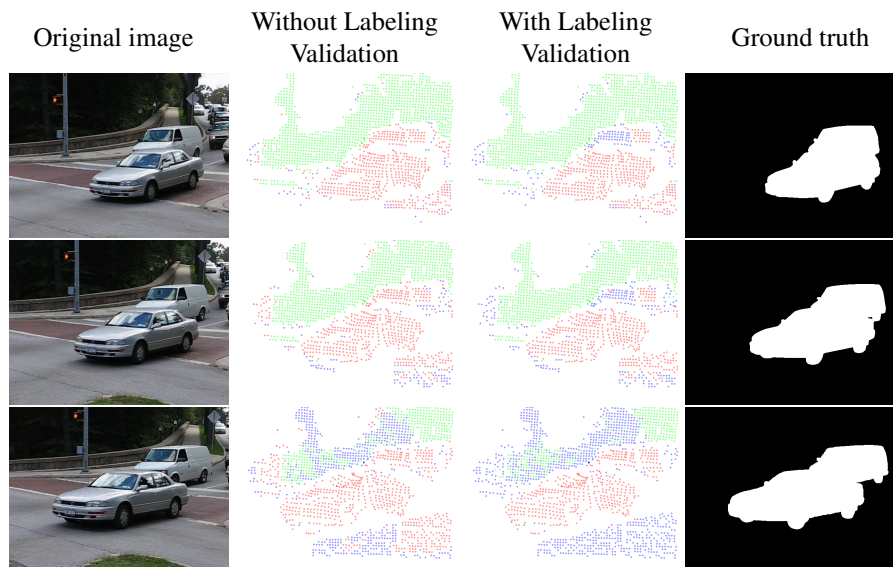 Original image
Without Labeling
Validation
With Labeling
Validation
Ground truth